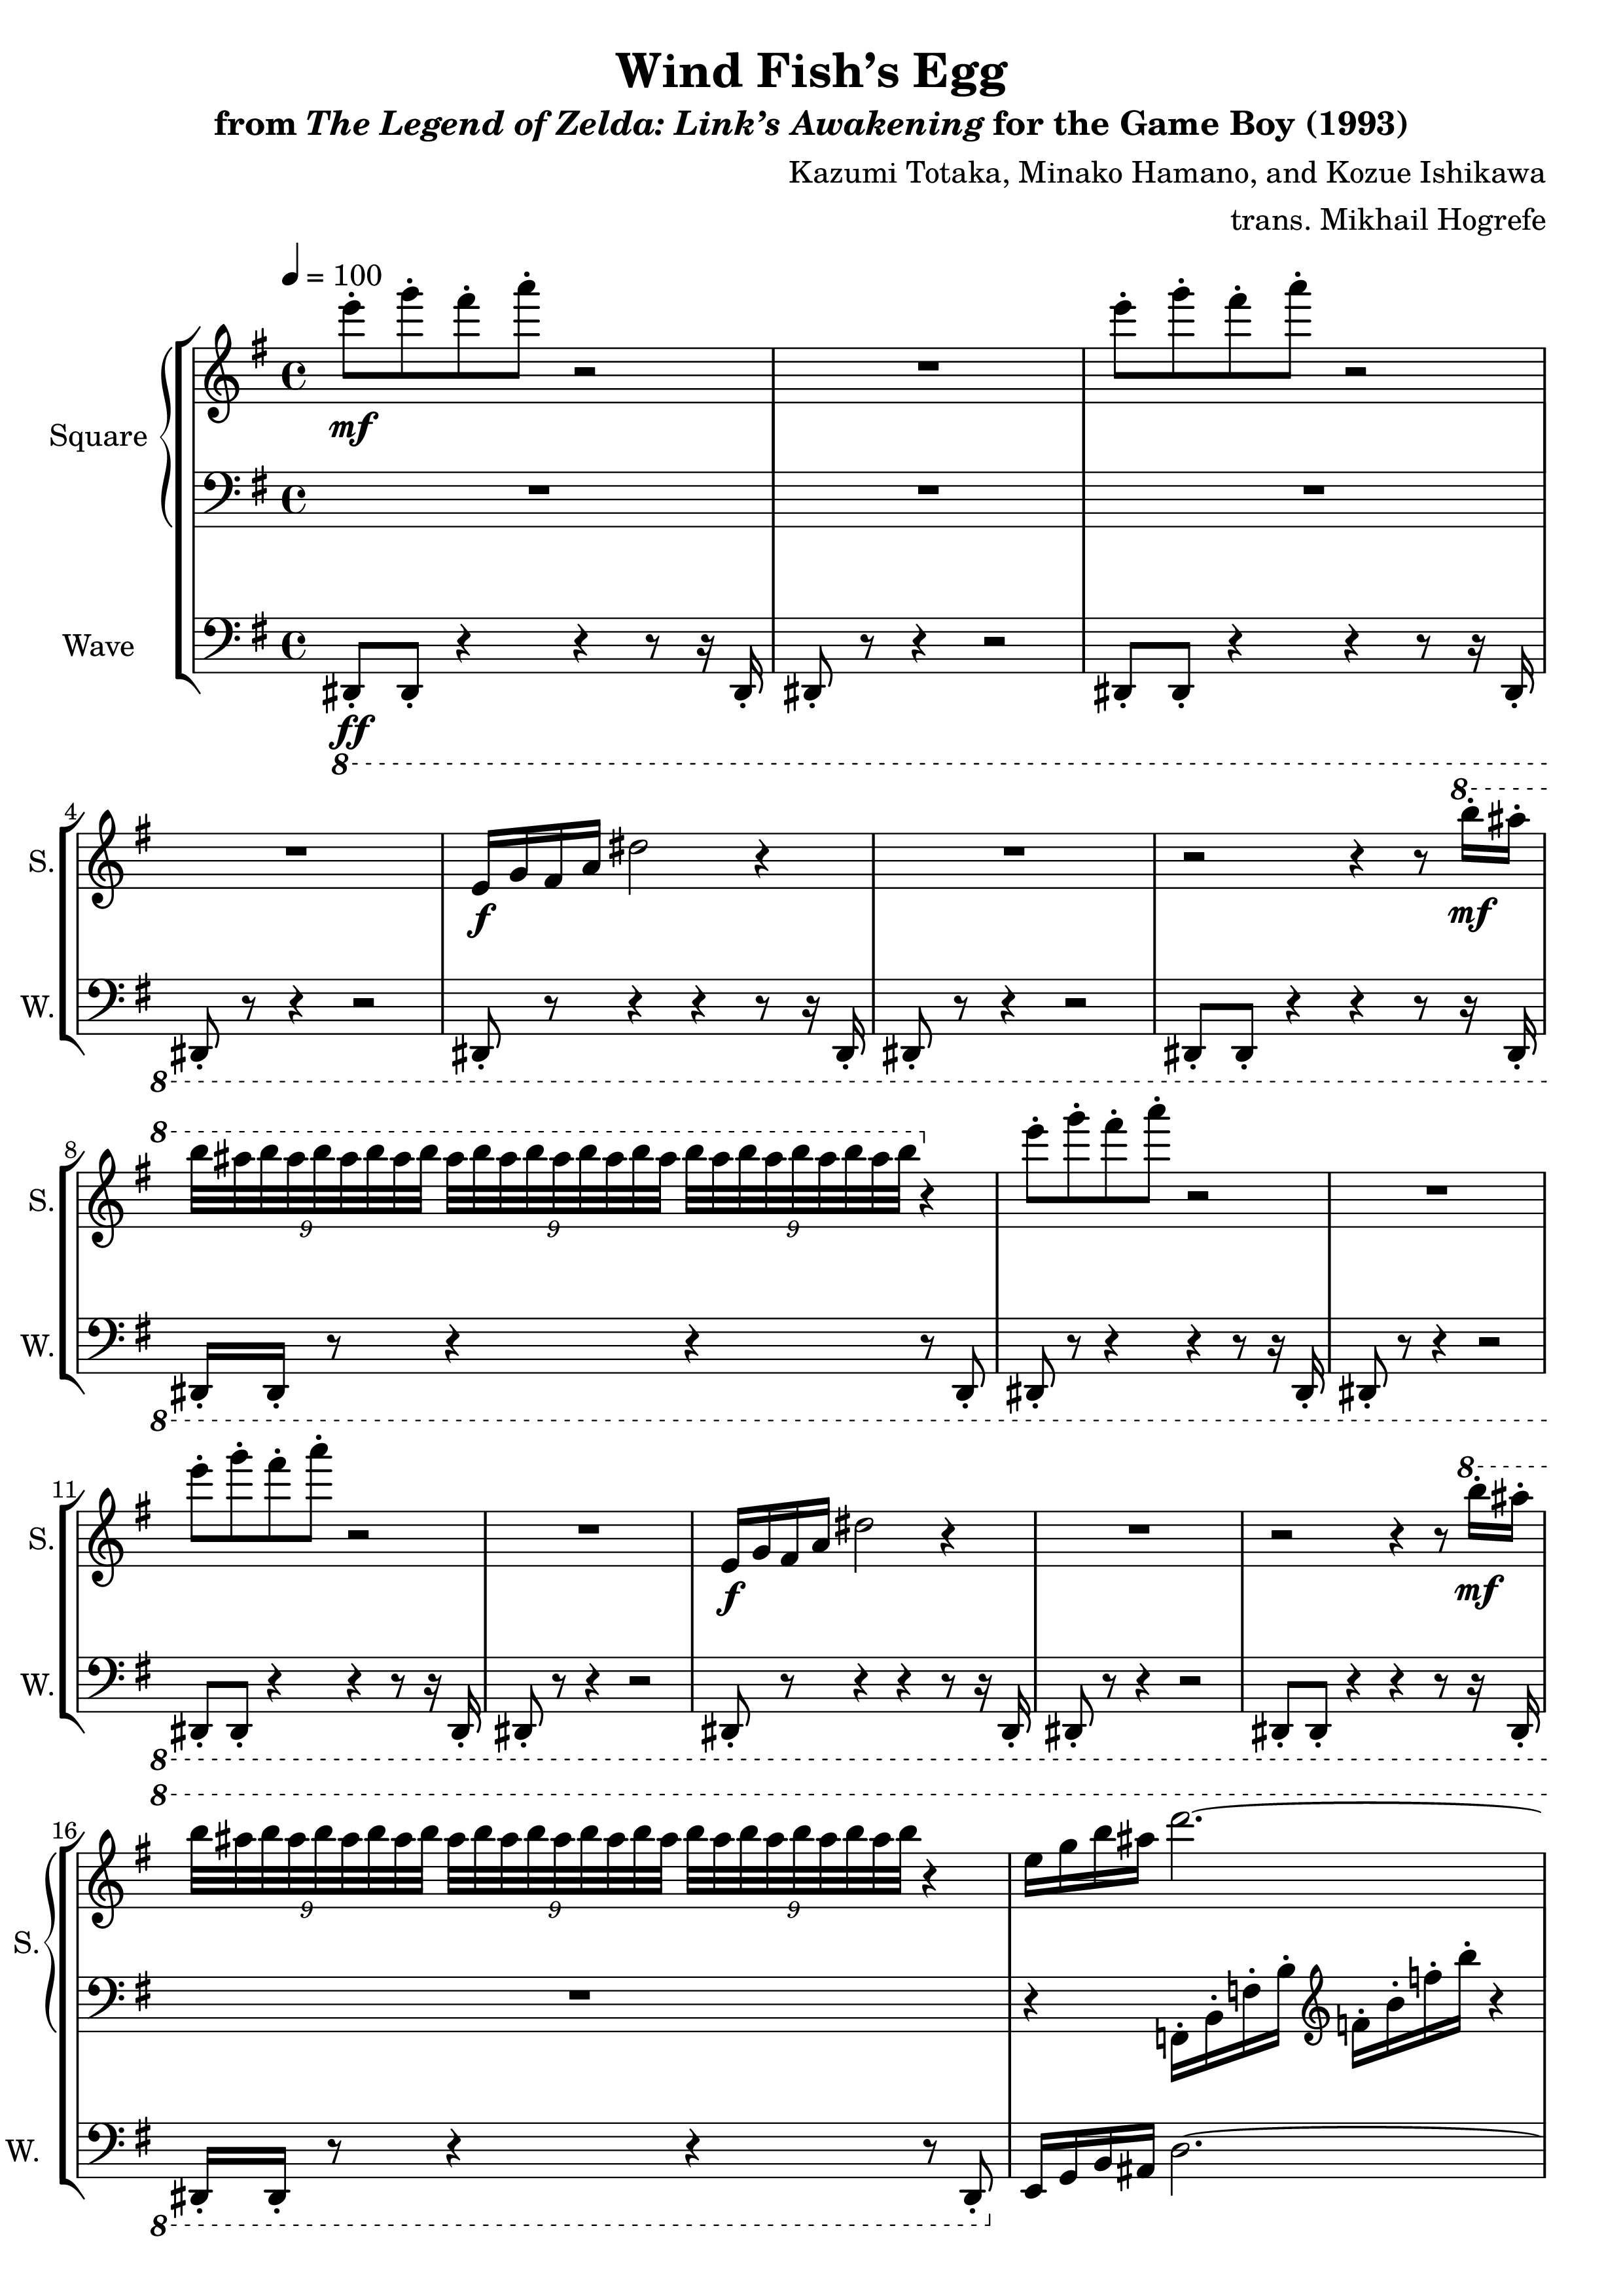 Wind Fish’s Egg
from The Legend of Zelda: Link’s Awakening for the Game Boy (1993)
Kazumi Totaka, Minako Hamano, and Kozue Ishikawa
trans. Mikhail Hogrefe
= 100
Square
mf
Wave
ff
8
4
8
S.
f
mf
W.
8
8
8
S.
9
9
9
W.
8
11
8
S.
f
mf
W.
8
16
8
S.
9
9
9
W.
8